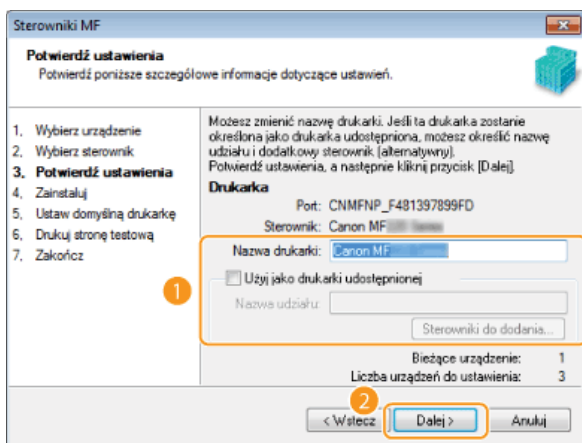 Sterowniki MF
Potwierdź ustawienia
Potwierdź poniższe szczegółowe informacje dotyczące ustawień.
1. Wybierz urządzenie
2. Wybierz sterownik
3. Potwierdź ustawienia
4. Zainstaluj
5. Ustaw domyślną drukarkę
6. Drukuj stronę testową
7. Zakończ
Możesz zmienić nazwę drukarki. Jeśli ta drukarka zostanie
określona jako drukarka udostępniona, możesz określić nazwę
udziału i dodatkowy sterownik (alternatywny).
Potwierdź ustawienia, a następnie kliknij przycisk [Dalej].
Drukarka
Port: CNMFNP_F481397899FD
Sterownik: Canon MF
1
Nazwa drukarki: Canon MF
Użyj jako drukarki udostępnionej
Nazwa udziału:
Sterowniki do dodania...
Bieżące urządzenie: 1
Liczba urządzeń do ustawienia: 3
2
< Wstecz Dalej > Anuluj